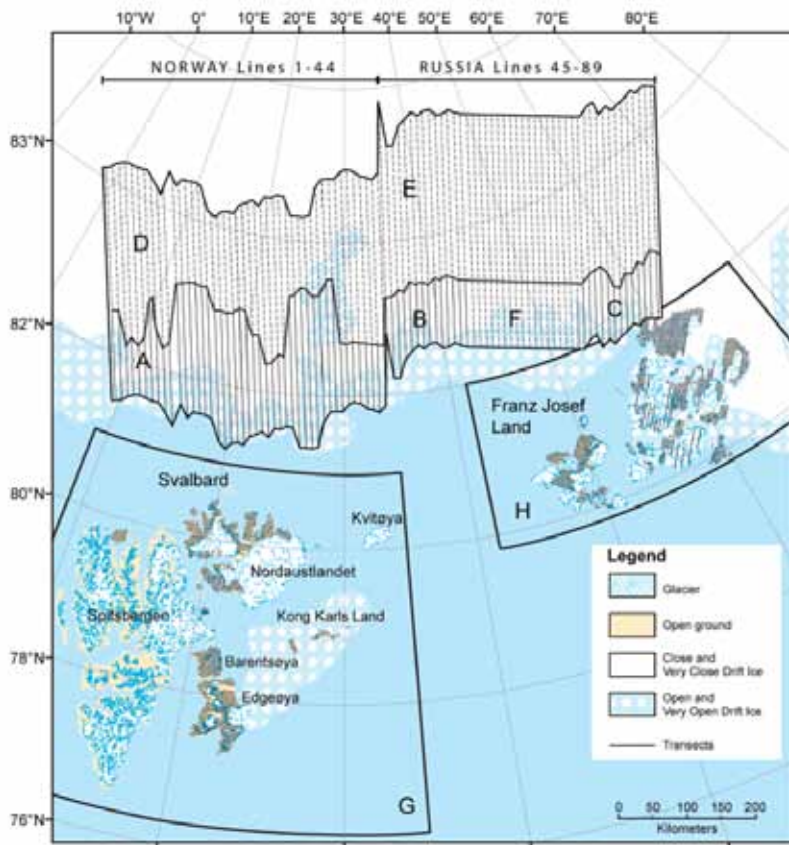 10°W 0° 10°E 20°E 30°E 40°E 50°E 60°E 70°E 80°E
NORWAY Lines 1-44 RUSSIA Lines 45-89
83°N
E
D
82°N
B F C
A
Franz Josef
Land
80°N
Svalbard
H
Kvitøya
Nordaustlandet
Spitsbergen
Kong Karls Land
78°N
Barentsøya
Edgeøya
G
76°N
Legend
Glacier
Open ground
Close and
Very Close Drift Ice
Open and
Very Open Drift Ice
Transects
0 50 100 150 200
Kilometers